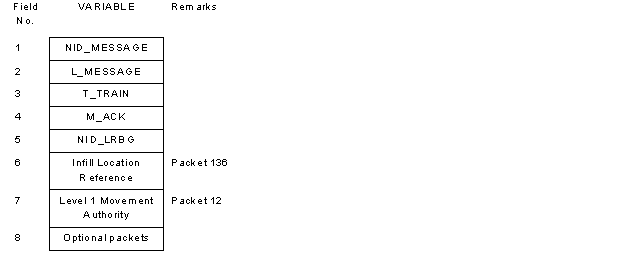 Field No. VARIABLE Remarks
1 NID_MESSAGE
2 L_MESSAGE
3 T_TRAIN
4 M_ACK
5 NID_LRBG
6 Infill Location Reference Packet 136
7 Level 1 Movement Authority Packet 12
8 Optional packets